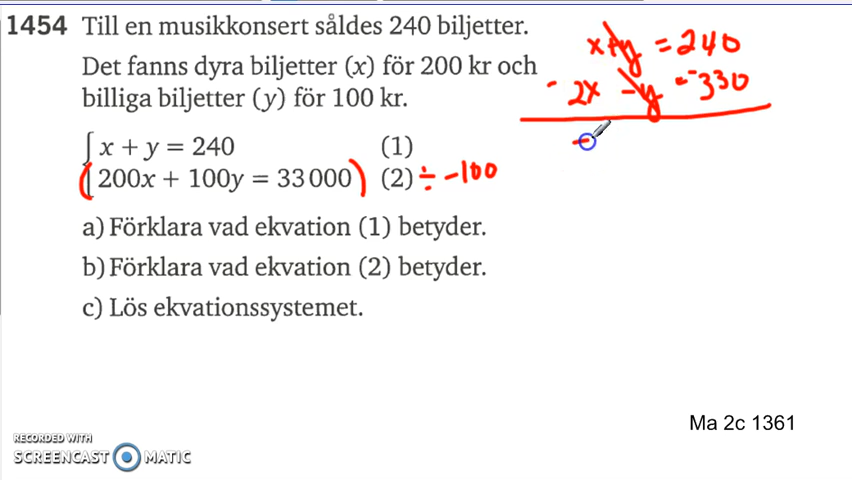 1454 Till en musikkonsert såldes 240 biljetter.
Det fanns dyra biljetter (x) för 200 kr och
billiga biljetter (y) för 100 kr.
x + y = 240 (1)
(200x + 100y = 33 000) (2) ÷ -100
a) Förklara vad ekvation (1) betyder.
b) Förklara vad ekvation (2) betyder.
c) Lös ekvationssystemet.
x+y = 240
- 2x - y = -330
-
Ma 2c 1361
RECORDED WITH
SCREENCAST MATIC